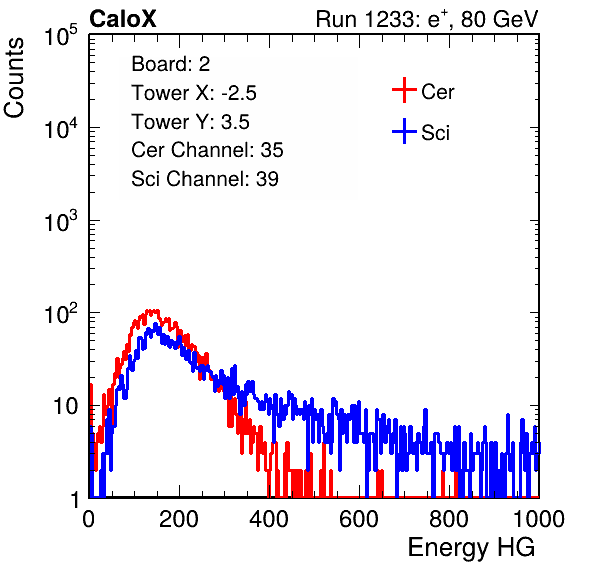 CaloX Run 1233: e⁺, 80 GeV
Counts
Board: 2
Tower X: -2.5
Tower Y: 3.5
Cer Channel: 35
Sci Channel: 39
Cer
Sci
10⁵
10⁴
10³
10²
10
1
0 200 400 600 800 1000
Energy HG